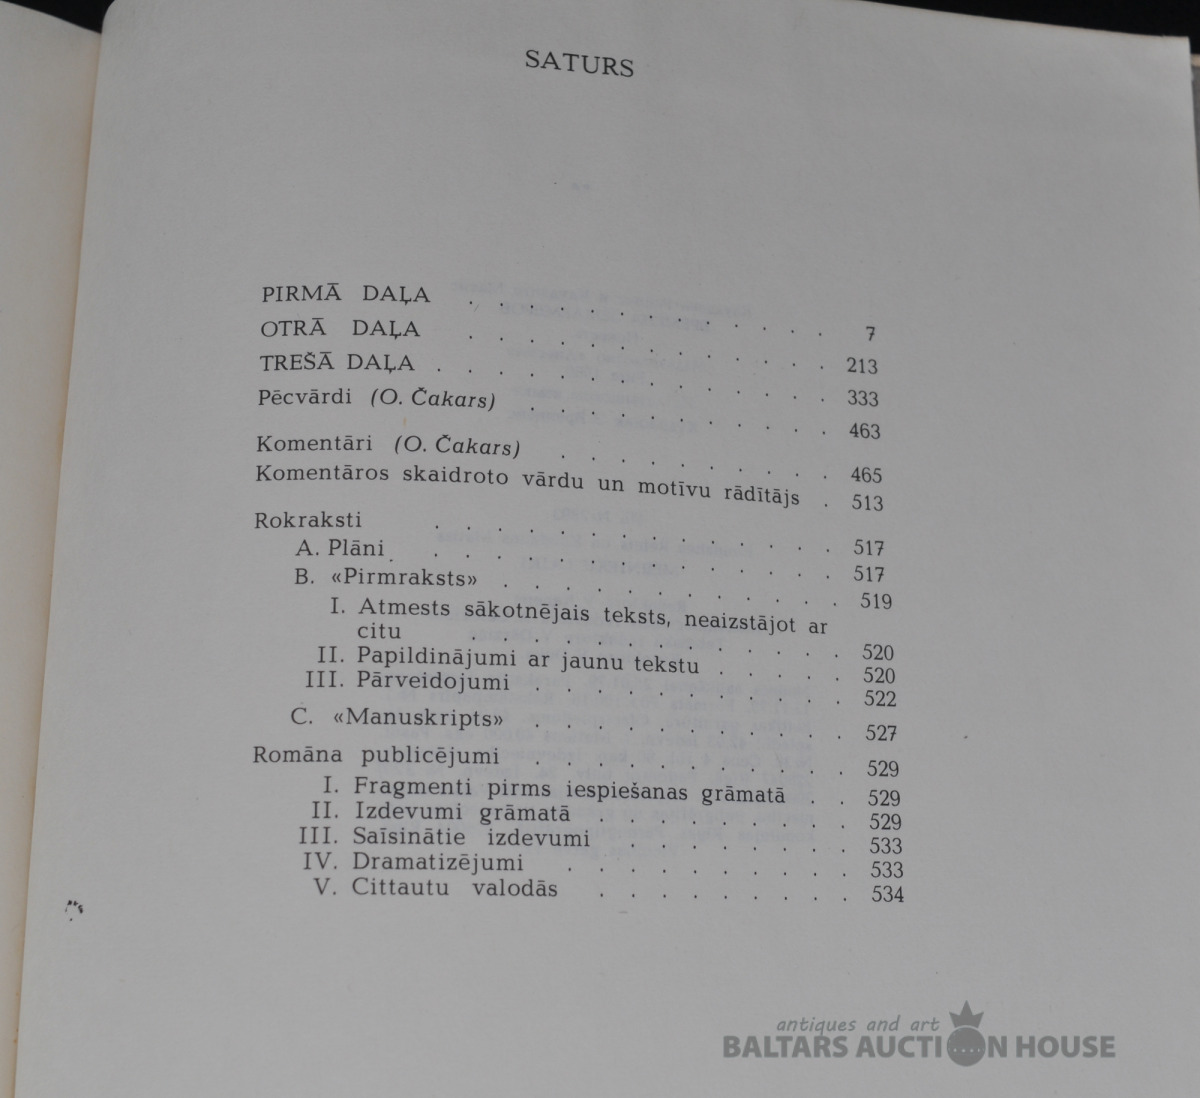 SATURS
PIRMĀ DAĻA . . . . . . . . . . . . 7
OTRĀ DAĻA . . . . . . . . . . . . 213
TREŠĀ DAĻA . . . . . . . . . . . . . 333
Pēcvārdi (O. Čakars) . . . . . . . . . . 463
Komentāri (O. Čakars) . . . . . . . . . 465
Komentāros skaidroto vārdu un motīvu rādītājs . 513
Rokraksti . . . . . . . . . . . . . 517
A. Plāni . . . . . . . . . . . . . 517
B. «Pirmraksts» . . . . . . . . . . . 519
I. Atmests sākotnējais teksts, neaizstājot ar
citu . . . . . . . . . . . . 520
II. Papildinājumi ar jaunu tekstu . . . . . 520
III. Pārveidojumi . . . . . . . . . . 522
C. «Manuskripts» . . . . . . . . . . 527
Romāna publicējumi . . . . . . . . . . 529
I. Fragmenti pirms iespiešanas grāmatā . . 529
II. Izdevumi grāmatā . . . . . . . . 529
III. Saīsinātie izdevumi . . . . . . . 533
IV. Dramatizējumi . . . . . . . . . 533
V. Cittautu valodās . . . . . . . . . 534
antiques and art
BALTARS AUCTION HOUSE